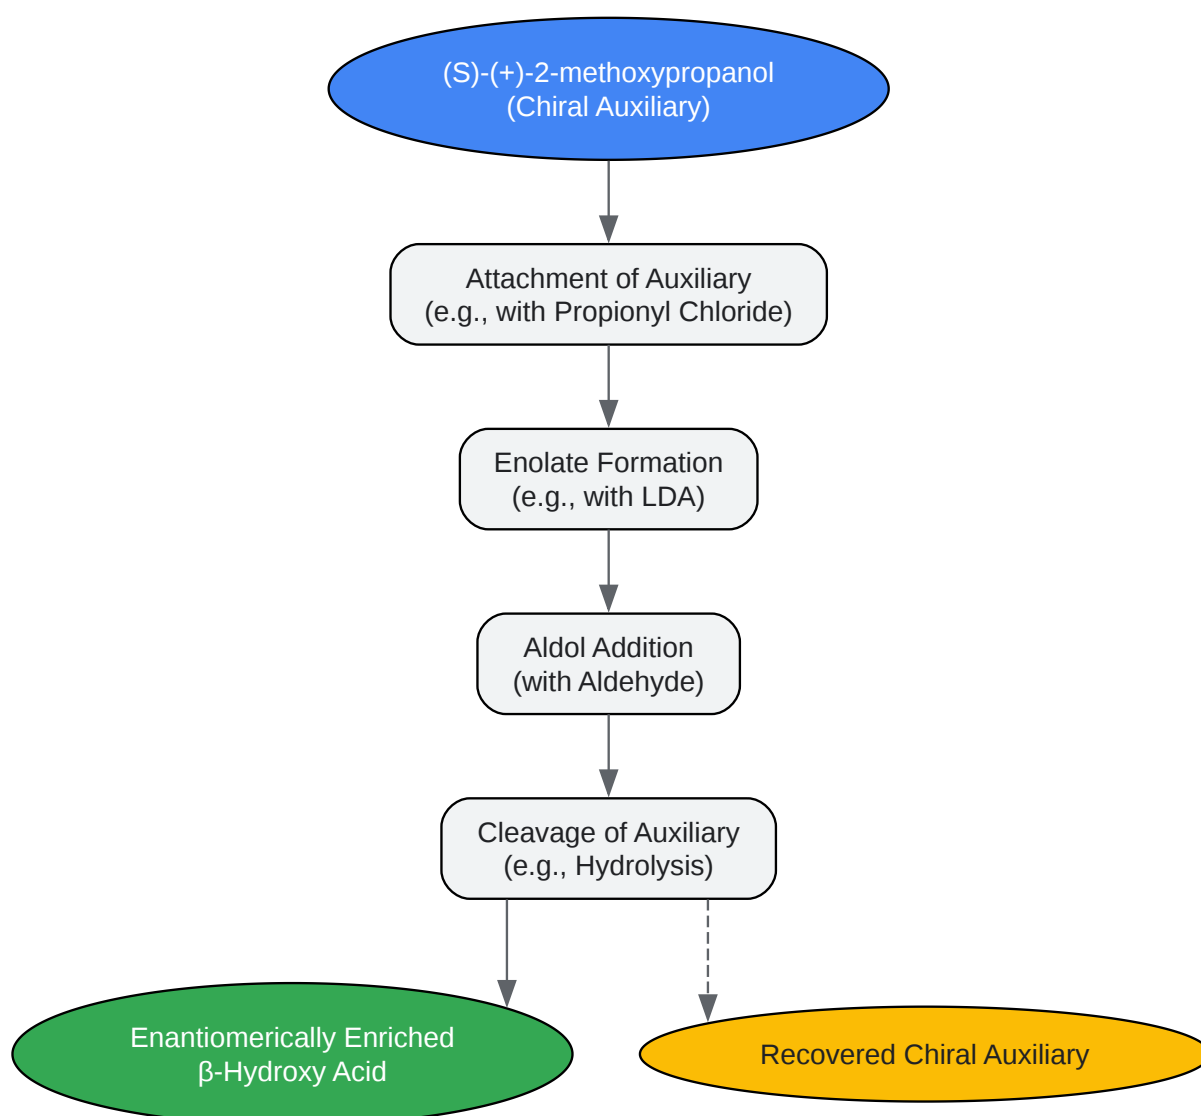 (S)-(+)-2-methoxypropanol
(Chiral Auxiliary)
Attachment of Auxiliary
(e.g., with Propionyl Chloride)
Enolate Formation
(e.g., with LDA)
Aldol Addition
(with Aldehyde)
Cleavage of Auxiliary
(e.g., Hydrolysis)
Enantiomerically Enriched
β-Hydroxy Acid
Recovered Chiral Auxiliary